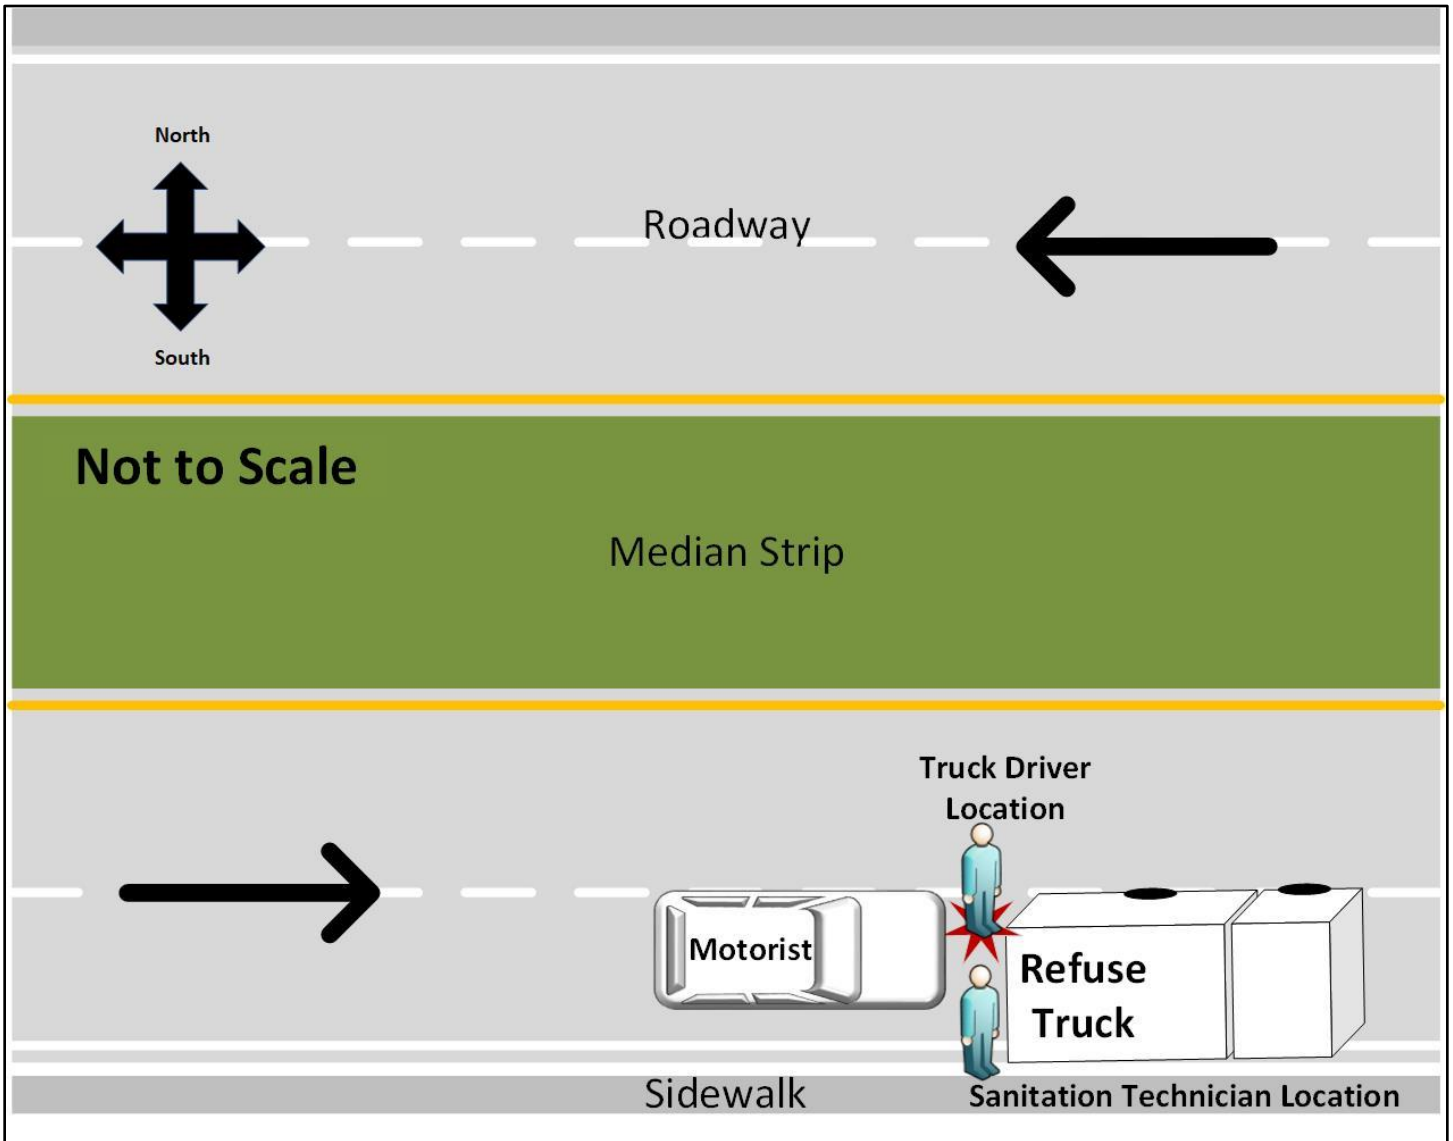 North
Roadway
South
Not to Scale
Median Strip
Truck Driver
Location
Motorist
Refuse
Truck
Sidewalk
Sanitation Technician Location